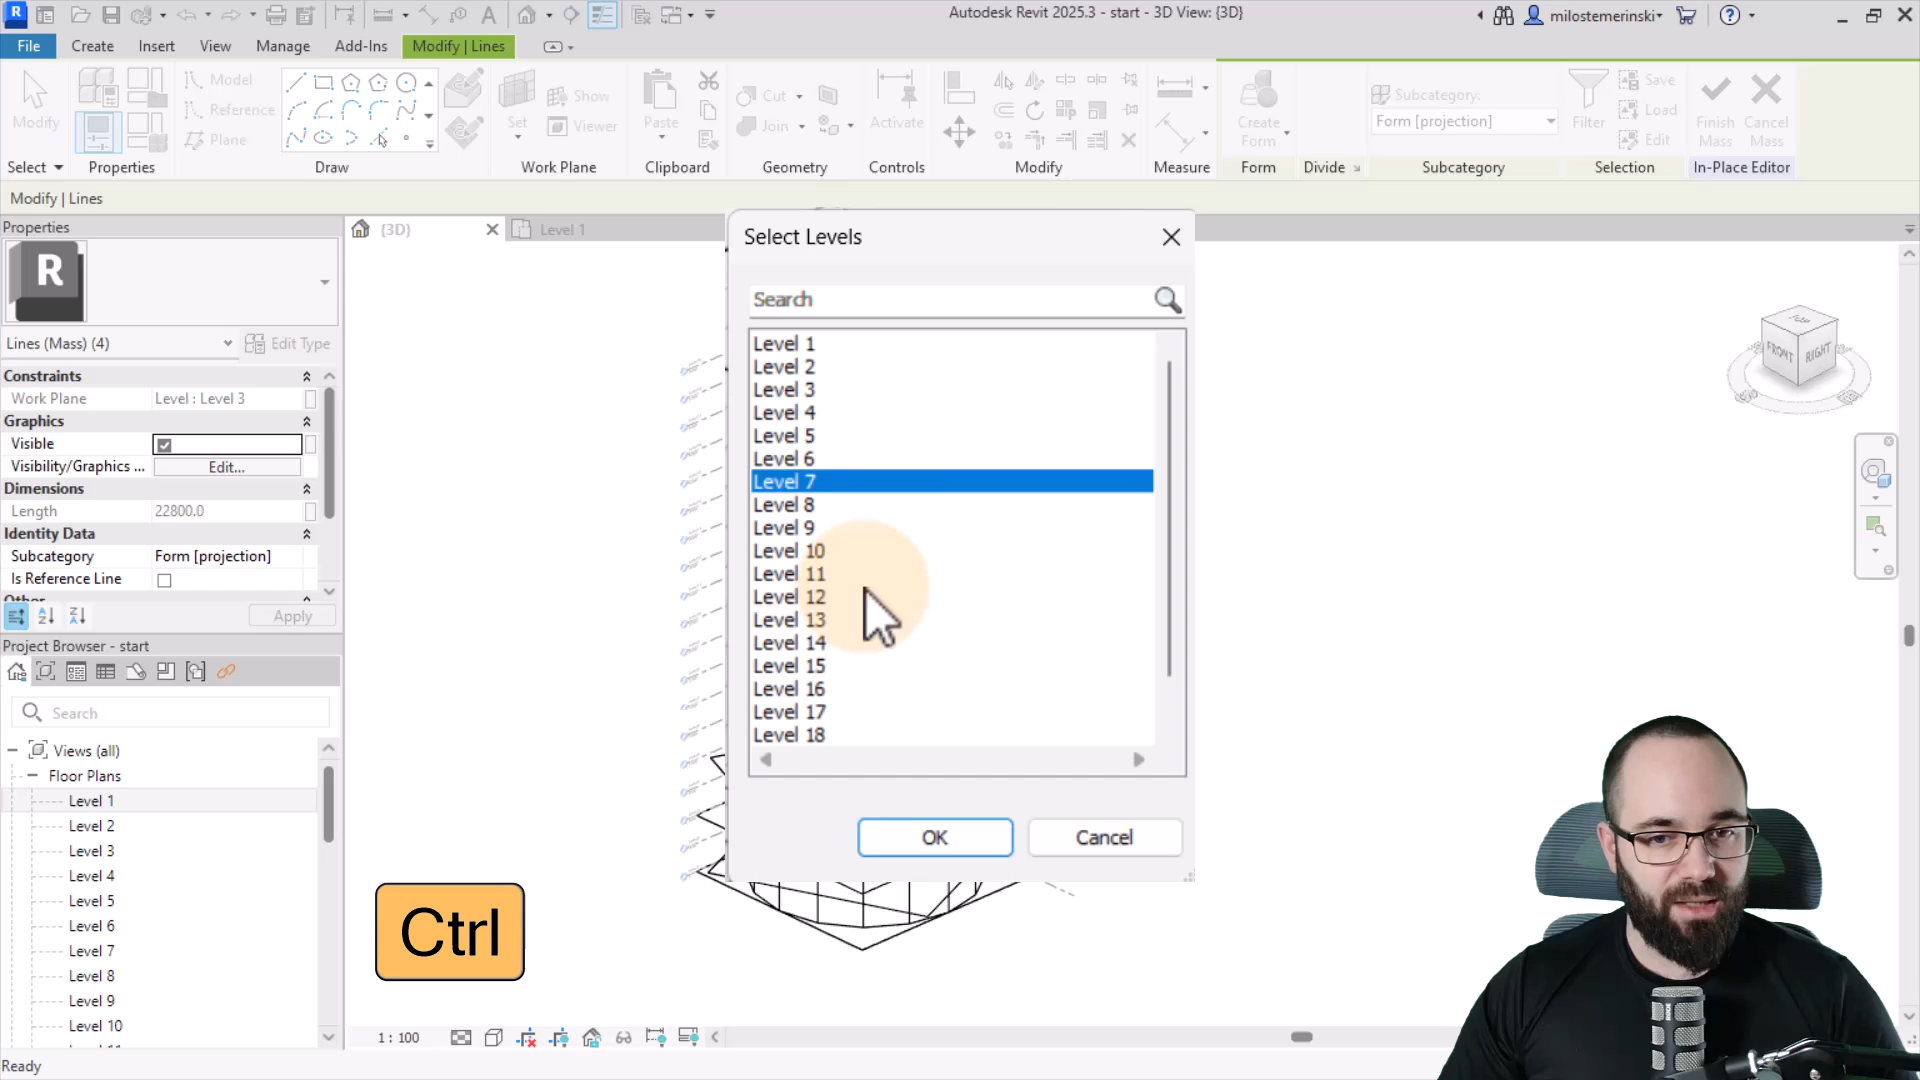 Autodesk Revit 2025.3 - start - 3D View: {3D}
milostemerinski
File
Create
Insert
View
Manage
Add-Ins
Modify | Lines
Modify
Model
Reference
Plane
Set
Show
Viewer
Paste
Cut
Join
Activate
Create
Form
Subcategory:
Form [projection]
Filter
Save
Load
Edit
Finish
Mass
Cancel
Mass
Select
Properties
Draw
Work Plane
Clipboard
Geometry
Controls
Modify
Measure
Form
Divide
Subcategory
Selection
In-Place Editor
Modify | Lines
Properties
R
Lines (Mass) (4)
Edit Type
Constraints
Work Plane
Level : Level 3
Graphics
Visible
Visibility/Graphics ...
Edit...
Dimensions
Length
22800.0
Identity Data
Subcategory
Form [projection]
Is Reference Line
Other
Apply
Project Browser - start
Search
Views (all)
Floor Plans
Level 1
Level 2
Level 3
Level 4
Level 5
Level 6
Level 7
Level 8
Level 9
Level 10
{3D}
Level 1
Select Levels
Search
Level 1
Level 2
Level 3
Level 4
Level 5
Level 6
Level 7
Level 8
Level 9
Level 10
Level 11
Level 12
Level 13
Level 14
Level 15
Level 16
Level 17
Level 18
OK
Cancel
TOP
FRONT
RIGHT
Ctrl
1 : 100
Ready